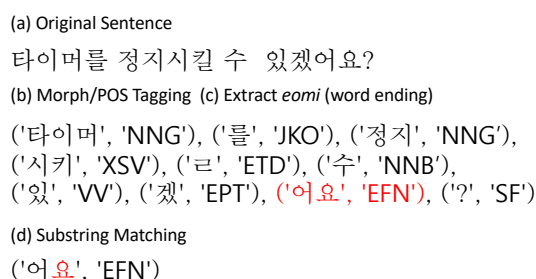 (a) Original Sentence
타이머를 정지시킬 수  있겠어요?
(b) Morph/POS Tagging  (c) Extract eomi (word ending)
('타이머', 'NNG'), ('를', 'JKO'), ('정지', 'NNG'),
('시키', 'XSV'), ('ㄹ', 'ETD'), ('수', 'NNB'),
('있', 'VV'), ('겠', 'EPT'), ('어요', 'EFN'), ('?', 'SF')
(d) Substring Matching
('어요', 'EFN')